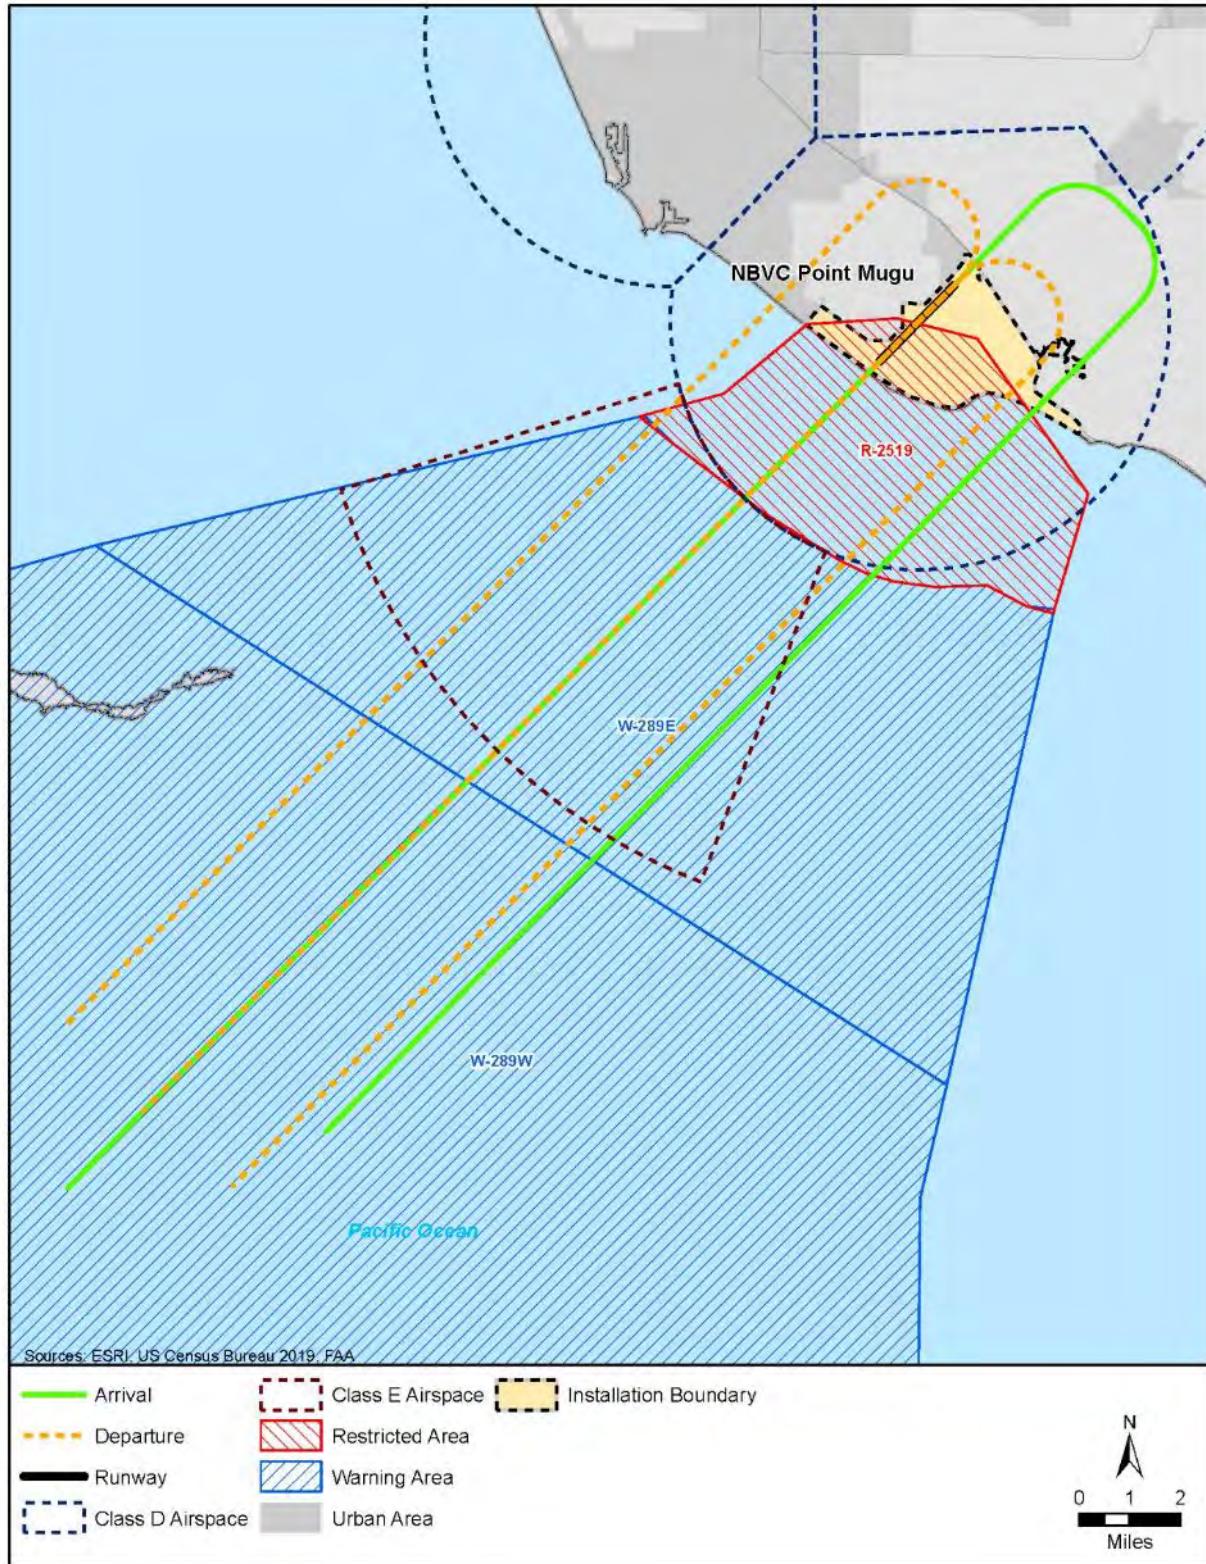 NBVC Point Mugu
R-2519
W-289E
W-289W
Pacific Ocean
Sources: ESRI, US Census Bureau 2019, FAA
Arrival
Departure
Runway
Class D Airspace
Class E Airspace
Restricted Area
Warning Area
Urban Area
Installation Boundary
N
0 1 2
Miles